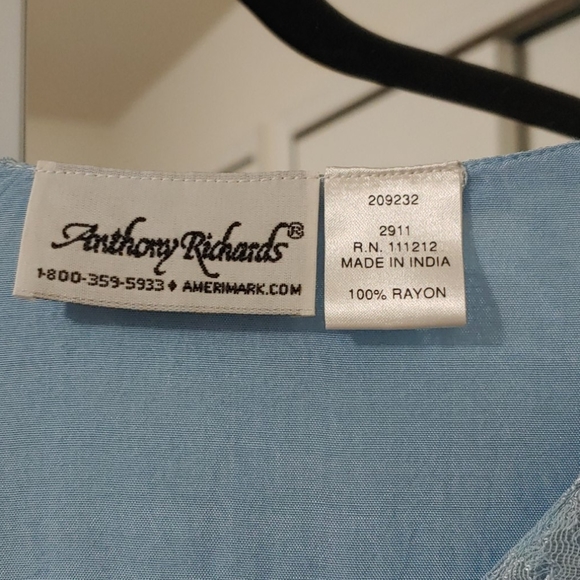 Anthony Richards®
1-800-359-5933 ♦ AMERIMARK.COM
209232
2911
R.N. 111212
MADE IN INDIA
100% RAYON